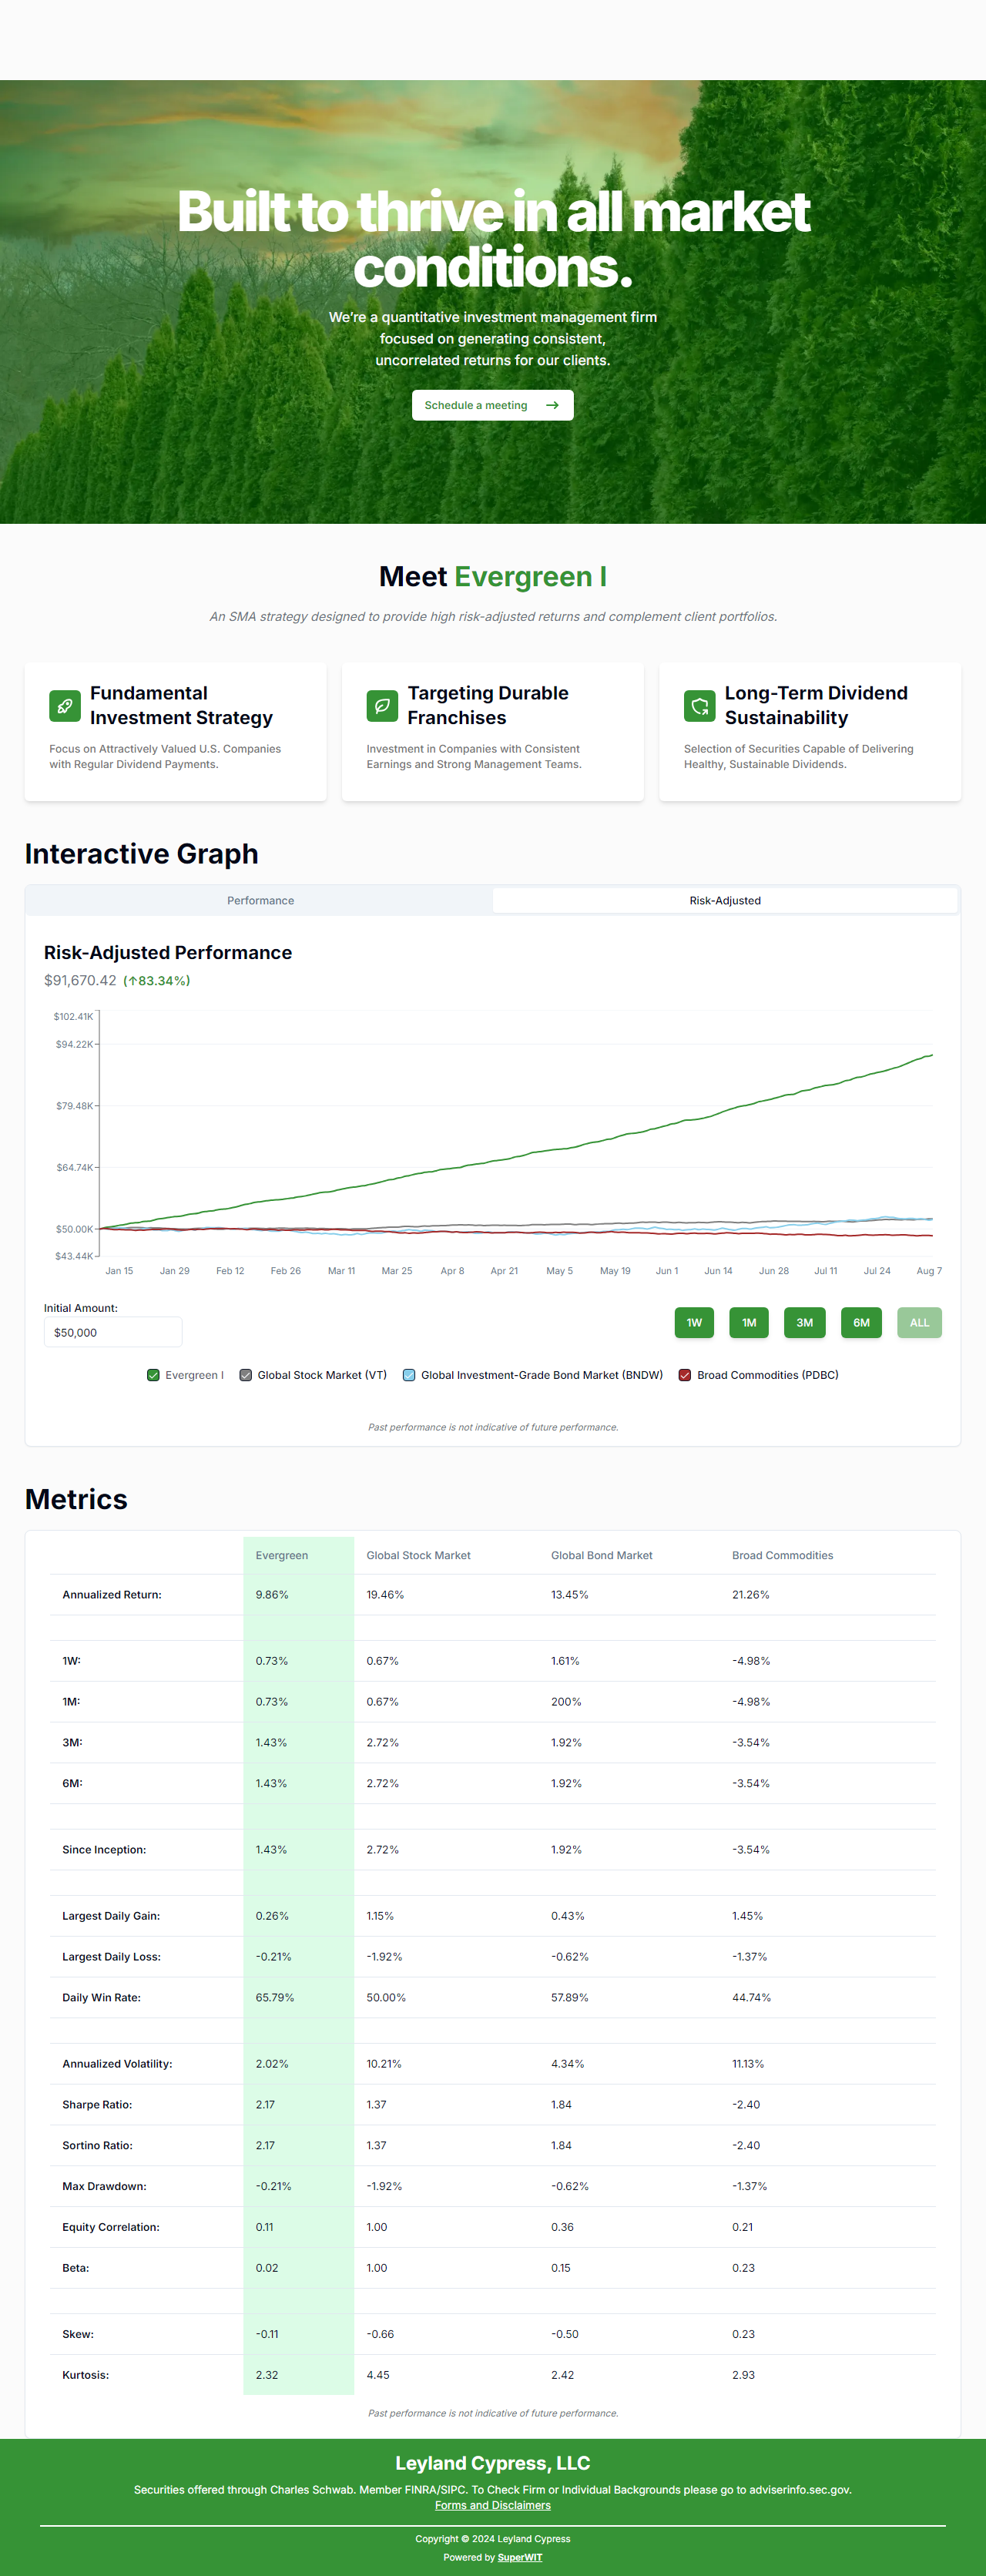 Built to thrive in all market
conditions.
We're a quantitative investment management firm
focused on generating consistent,
uncorrelated returns for our clients.
Schedule a meeting
Meet Evergreen I
An SMA strategy designed to provide high risk-adjusted returns and complement client portfolios.
Fundamental
Investment Strategy
Focus on Attractively Valued U.S. Companies
with Regular Dividend Payments.
Targeting Durable
Franchises
Investment in Companies with Consistent
Earnings and Strong Management Teams.
Long-Term Dividend
Sustainability
Selection of Securities Capable of Delivering
Healthy, Sustainable Dividends.
Interactive Graph
Performance Risk-Adjusted
Risk-Adjusted Performance
$91,670.42 (↑83.34%)
$102.41K
$94.22K
$79.48K
$64.74K
$50.00K
$43.44K
Jan 15 Jan 29 Feb 12 Feb 26 Mar 11 Mar 25 Apr 8 Apr 21 May 5 May 19 Jun 1 Jun 14 Jun 28 Jul 11 Jul 24 Aug 7
Initial Amount:
$50,000
1W 1M 3M 6M ALL
Evergreen I Global Stock Market (VT) Global Investment-Grade Bond Market (BNDW) Broad Commodities (PDBC)
Past performance is not indicative of future performance.
Metrics
Evergreen Global Stock Market Global Bond Market Broad Commodities
Annualized Return: 9.86% 19.46% 13.45% 21.26%
1W: 0.73% 0.67% 1.61% -4.98%
1M: 0.73% 0.67% 200% -4.98%
3M: 1.43% 2.72% 1.92% -3.54%
6M: 1.43% 2.72% 1.92% -3.54%
Since Inception: 1.43% 2.72% 1.92% -3.54%
Largest Daily Gain: 0.26% 1.15% 0.43% 1.45%
Largest Daily Loss: -0.21% -1.92% -0.62% -1.37%
Daily Win Rate: 65.79% 50.00% 57.89% 44.74%
Annualized Volatility: 2.02% 10.21% 4.34% 11.13%
Sharpe Ratio: 2.17 1.37 1.84 -2.40
Sortino Ratio: 2.17 1.37 1.84 -2.40
Max Drawdown: -0.21% -1.92% -0.62% -1.37%
Equity Correlation: 0.11 1.00 0.36 0.21
Beta: 0.02 1.00 0.15 0.23
Skew: -0.11 -0.66 -0.50 0.23
Kurtosis: 2.32 4.45 2.42 2.93
Past performance is not indicative of future performance.
Leyland Cypress, LLC
Securities offered through Charles Schwab. Member FINRA/SIPC. To Check Firm or Individual Backgrounds please go to adviserinfo.sec.gov.
Forms and Disclaimers
Copyright © 2024 Leyland Cypress
Powered by SuperWIT